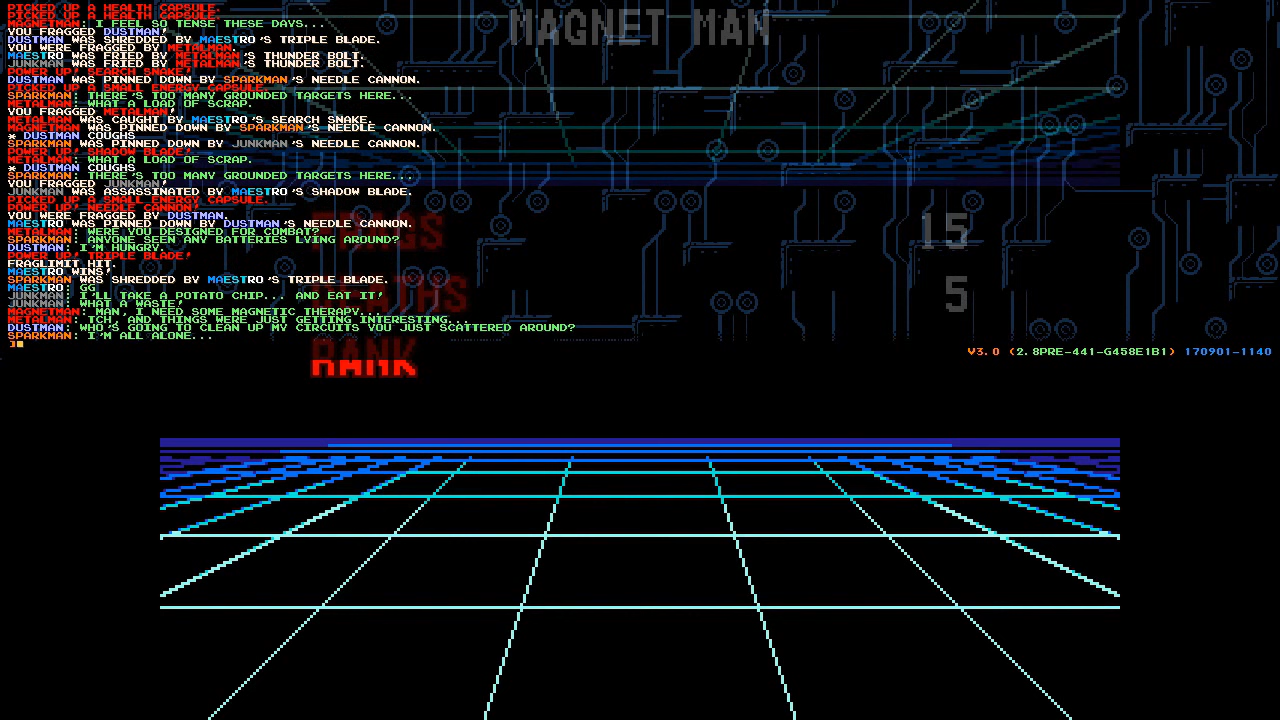 PICKED UP A HEALTH CAPSULE.
PICKED UP A HEALTH CAPSULE.
MAGNETMAN: I FEEL SO TENSE THESE DAYS...
YOU FRAGGED DUSTMAN!
DUSTMAN WAS SHREDDED BY MAESTRO'S TRIPLE BLADE.
YOU WERE FRAGGED BY METALMAN.
MAESTRO WAS FRIED BY METALMAN'S THUNDER BOLT.
JUNKMAN WAS FRIED BY METALMAN'S THUNDER BOLT.
POWER UP! SEARCH SNAKE!
DUSTMAN WAS PINNED DOWN BY SPARKMAN'S NEEDLE CANNON.
PICKED UP A SMALL ENERGY CAPSULE.
SPARKMAN: THERE'S TOO MANY GROUNDED TARGETS HERE...
METALMAN: WHAT A LOAD OF SCRAP.
YOU FRAGGED METALMAN!
METALMAN WAS CAUGHT BY MAESTRO'S SEARCH SNAKE.
MAGNETMAN WAS PINNED DOWN BY SPARKMAN'S NEEDLE CANNON.
* DUSTMAN COUGHS
SPARKMAN WAS PINNED DOWN BY JUNKMAN'S NEEDLE CANNON.
POWER UP! SHADOW BLADE!
METALMAN: WHAT A LOAD OF SCRAP.
* DUSTMAN COUGHS
SPARKMAN: THERE'S TOO MANY GROUNDED TARGETS HERE...
YOU FRAGGED JUNKMAN!
JUNKMAN WAS ASSASSINATED BY MAESTRO'S SHADOW BLADE.
PICKED UP A SMALL ENERGY CAPSULE.
POWER UP! NEEDLE CANNON!
YOU WERE FRAGGED BY DUSTMAN.
MAESTRO WAS PINNED DOWN BY DUSTMAN'S NEEDLE CANNON.
METALMAN: WERE YOU DESIGNED FOR COMBAT?
SPARKMAN: ANYONE SEEN ANY BATTERIES LYING AROUND?
DUSTMAN: I'M HUNGRY.
POWER UP! TRIPLE BLADE!
FRAGLIMIT HIT.
MAESTRO WINS!
SPARKMAN WAS SHREDDED BY MAESTRO'S TRIPLE BLADE.
MAESTRO: GG
JUNKMAN: I'LL TAKE A POTATO CHIP... AND EAT IT!
JUNKMAN: WHAT A WASTE!
MAGNETMAN: MAN, I NEED SOME MAGNETIC THERAPY.
METALMAN: TCH, AND THINGS WERE JUST GETTING INTERESTING.
DUSTMAN: WHO'S GOING TO CLEAN UP MY CIRCUITS YOU JUST SCATTERED AROUND?
SPARKMAN: I'M ALL ALONE...
]
V3.0 (2.8PRE-441-G458E1B1) 170901-1140
MAGNET MAN
FRAGS 15
DEATHS 5
RANK